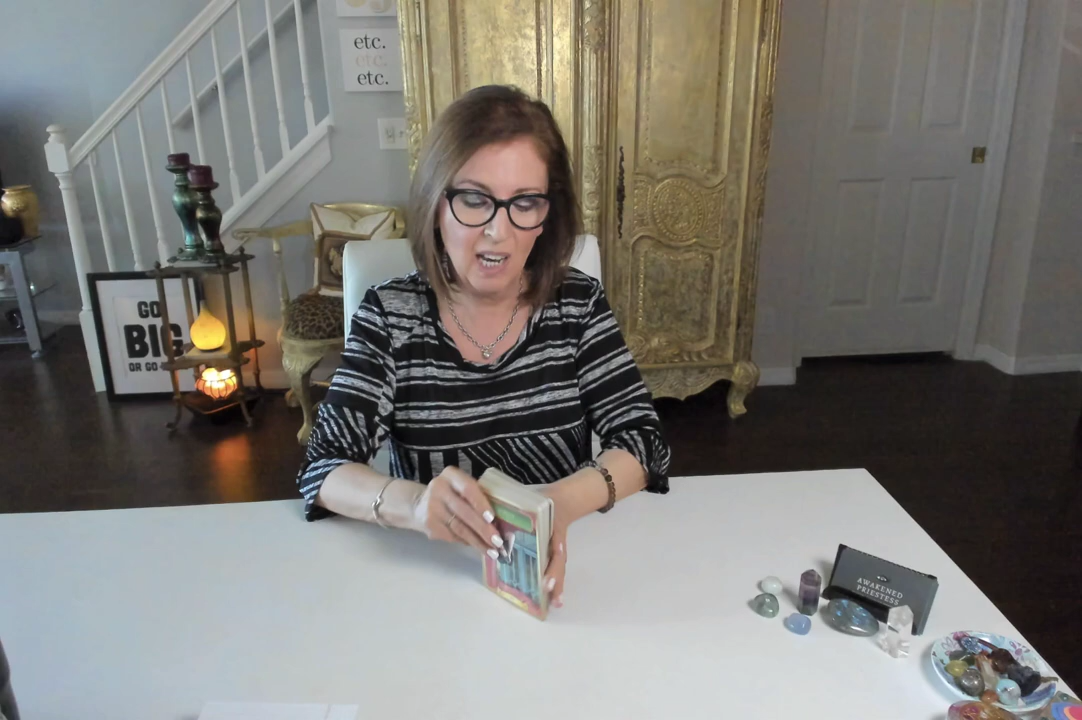 etc.
etc.
etc.
GO
BIG
OR GO
AWAKENED
PRIESTESS